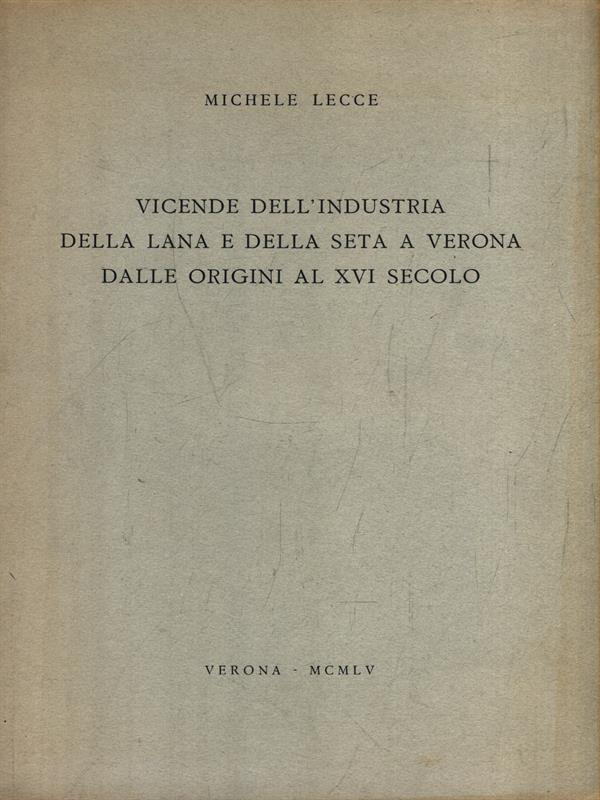 MICHELE LECCE
VICENDE DELL'INDUSTRIA
DELLA LANA E DELLA SETA A VERONA
DALLE ORIGINI AL XVI SECOLO
VERONA - MCMLV